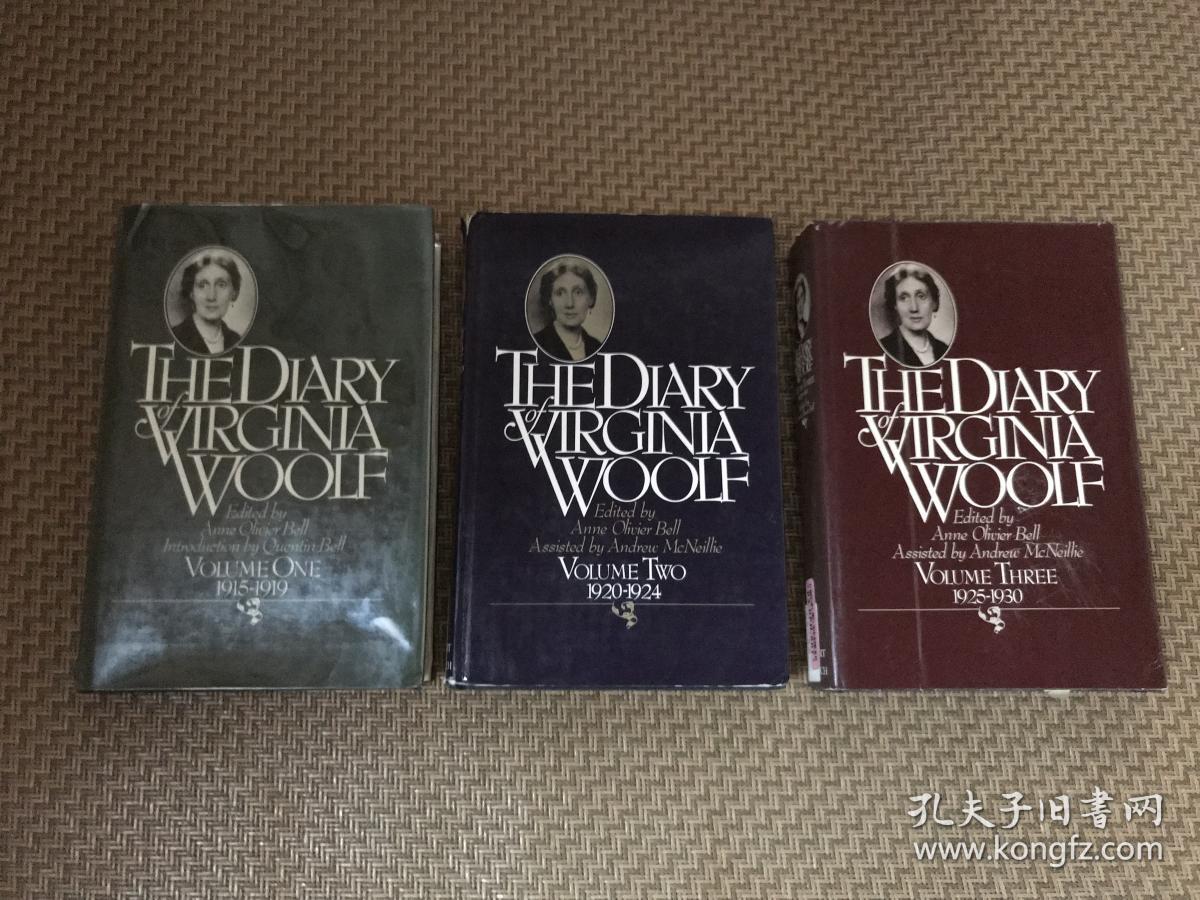 THE DIARY
of VIRGINIA
WOOLF
Edited by
Anne Olivier Bell
Introduction by Quentin Bell
VOLUME ONE
1915-1919
THE DIARY
of VIRGINIA
WOOLF
Edited by
Anne Olivier Bell
Assisted by Andrew McNeillie
VOLUME TWO
1920-1924
THE DIARY
of VIRGINIA
WOOLF
Edited by
Anne Olivier Bell
Assisted by Andrew McNeillie
VOLUME THREE
1925-1930
孔夫子旧书网
www.kongfz.com